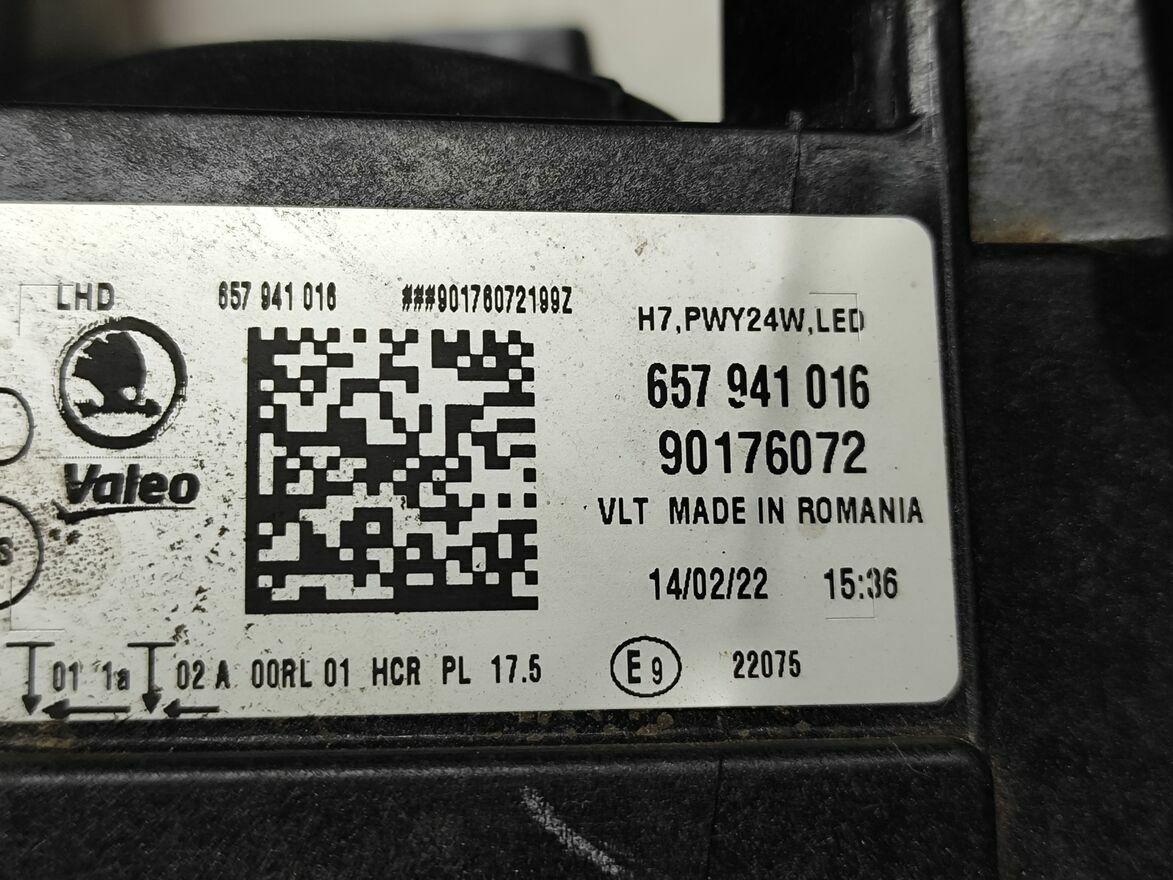 LHD 657 941 016 ###90176072199Z
H7,PWY24W,LED
657 941 016
Valeo
90176072
VLT MADE IN ROMANIA
14/02/22 15:36
01 1a 02 A 00RL 01 HCR PL 17.5 E9 22075